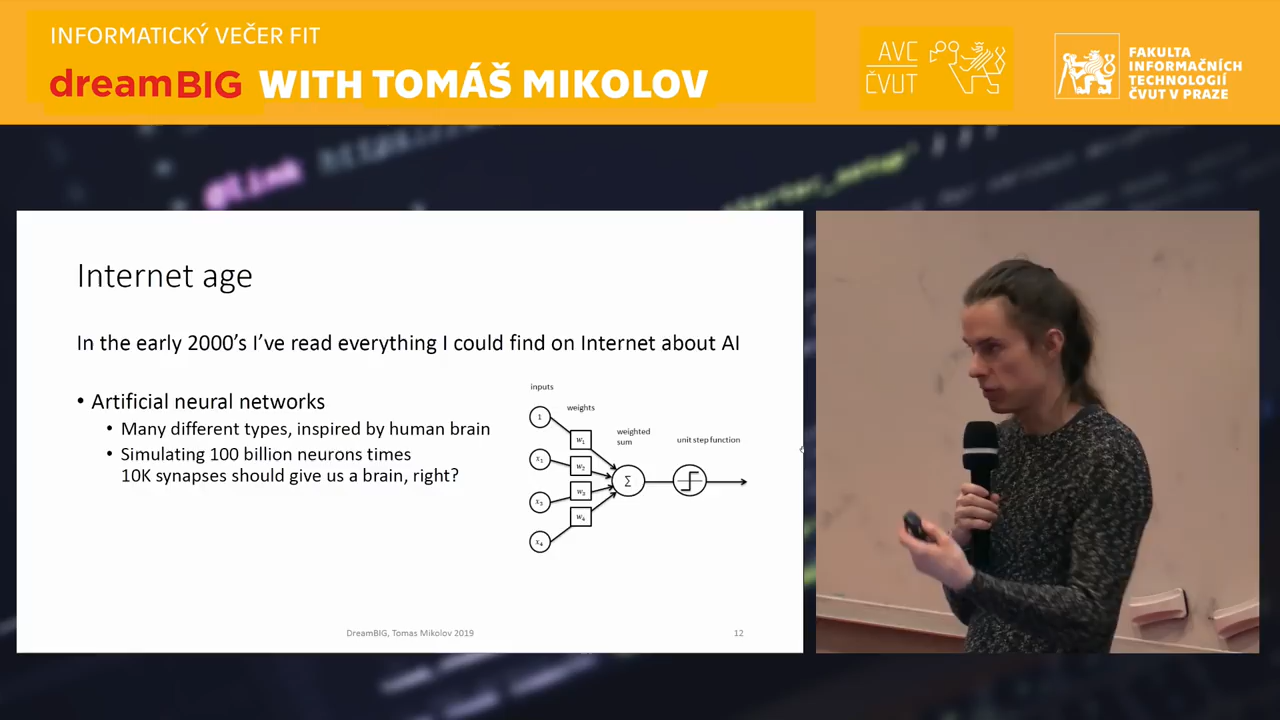 INFORMATICKÝ VEČER FIT
dreamBIG WITH TOMÁŠ MIKOLOV
AVC
ČVUT
FAKULTA
INFORMAČNÍCH
TECHNOLOGIÍ
ČVUT V PRAZE
@link
Internet age
In the early 2000's I've read everything I could find on Internet about AI
• Artificial neural networks
• Many different types, inspired by human brain
• Simulating 100 billion neurons times
10K synapses should give us a brain, right?
inputs
weights
weighted
sum
unit step function
1
w₁
x₁
w₂
Σ
w₃
x₃
w₄
x₄
DreamBIG, Tomas Mikolov 2019
12